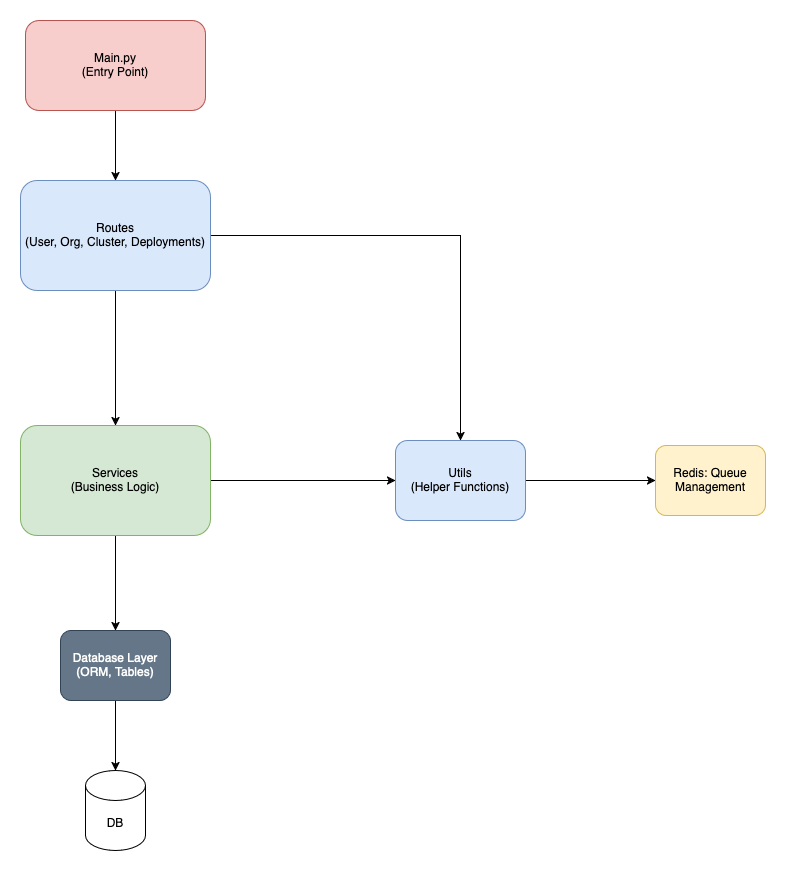 Main.py
(Entry Point)
Routes
(User, Org, Cluster, Deployments)
Services
(Business Logic)
Utils
(Helper Functions)
Redis: Queue
Management
Database Layer
(ORM, Tables)
DB